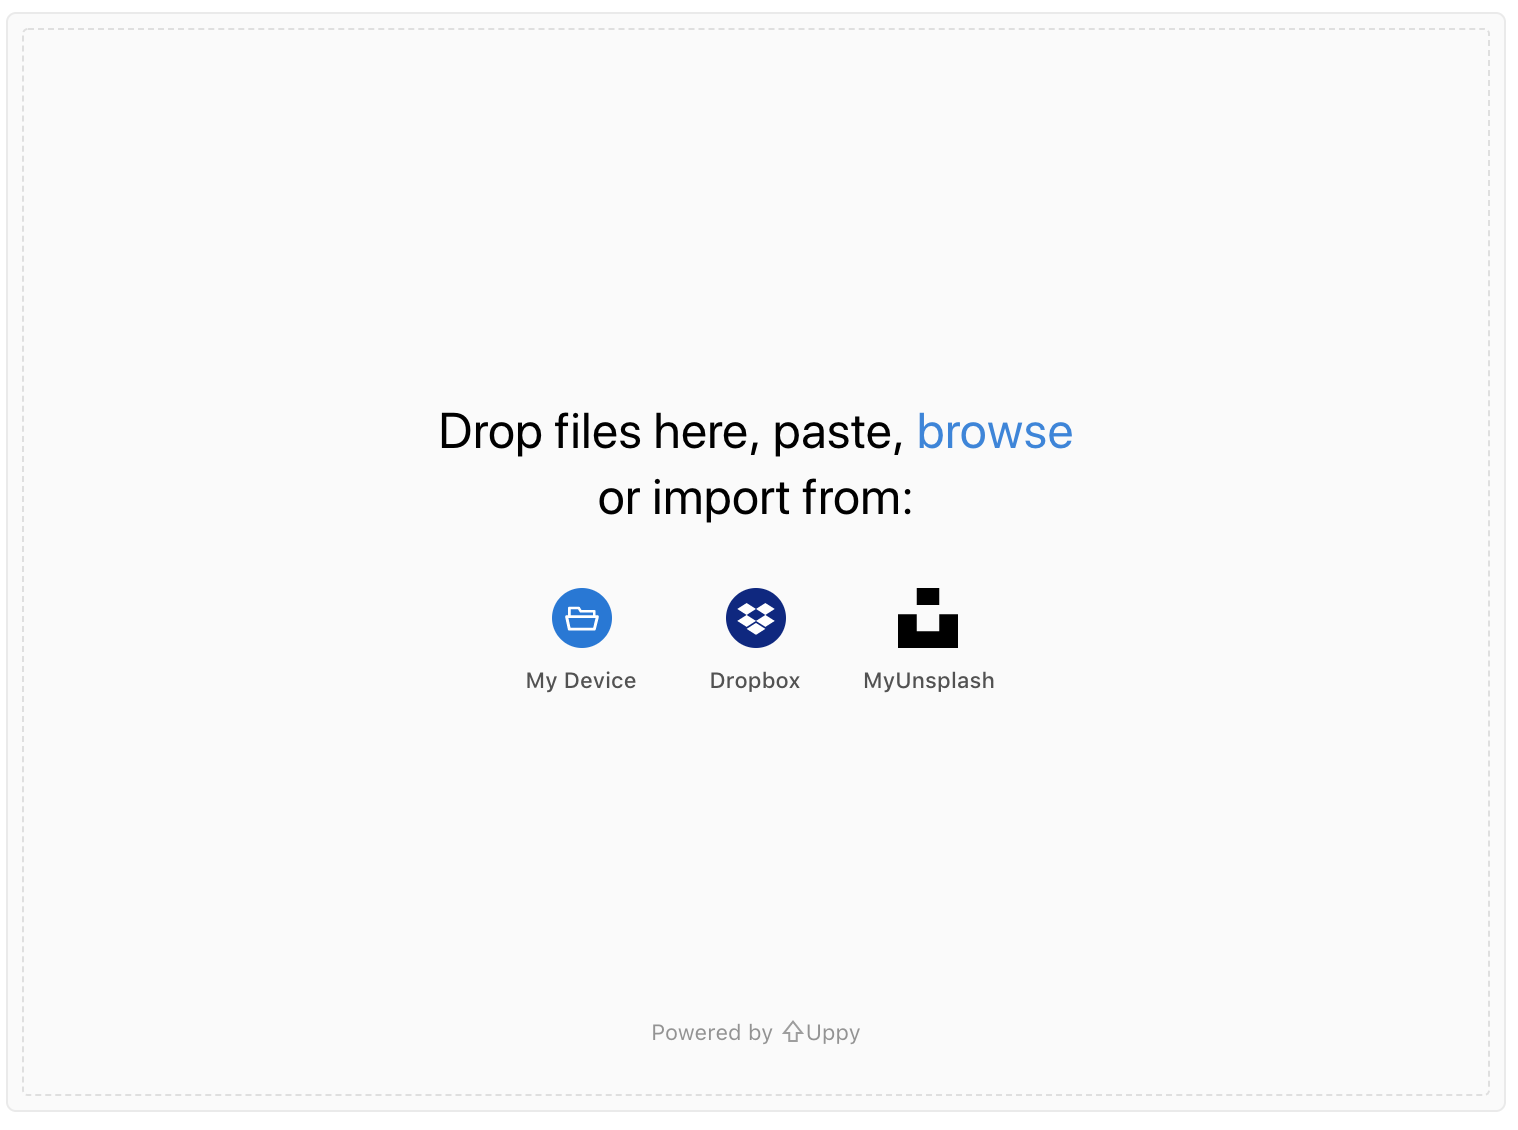 Drop files here, paste, browse
or import from:
My Device
Dropbox
MyUnsplash
Powered by Uppy